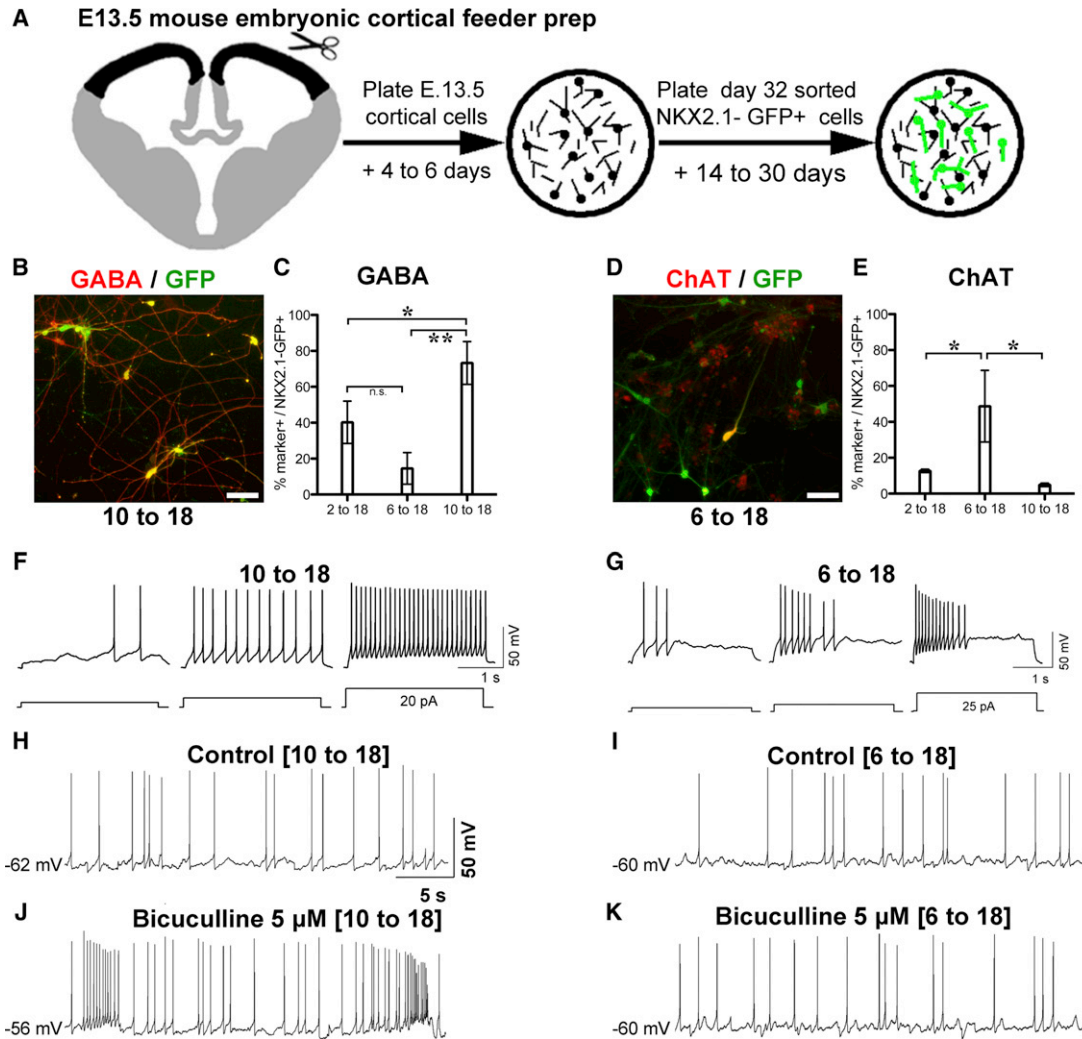 A E13.5 mouse embryonic cortical feeder prep
Plate E.13.5
cortical cells
+ 4 to 6 days
Plate day 32 sorted
NKX2.1- GFP+ cells
+ 14 to 30 days
B GABA / GFP
10 to 18
C GABA
% marker+ / NKX2.1-GFP+
100
80
60
40
20
0
*
**
n.s.
2 to 18 6 to 18 10 to 18
D ChAT / GFP
6 to 18
E ChAT
% marker+ / NKX2.1-GFP+
100
80
60
40
20
0
* *
2 to 18 6 to 18 10 to 18
F 10 to 18
50 mV
1 s
20 pA
G 6 to 18
50 mV
1 s
25 pA
H Control [10 to 18]
-62 mV
50 mV
5 s
I Control [6 to 18]
-60 mV
J Bicuculline 5 µM [10 to 18]
-56 mV
K Bicuculline 5 µM [6 to 18]
-60 mV